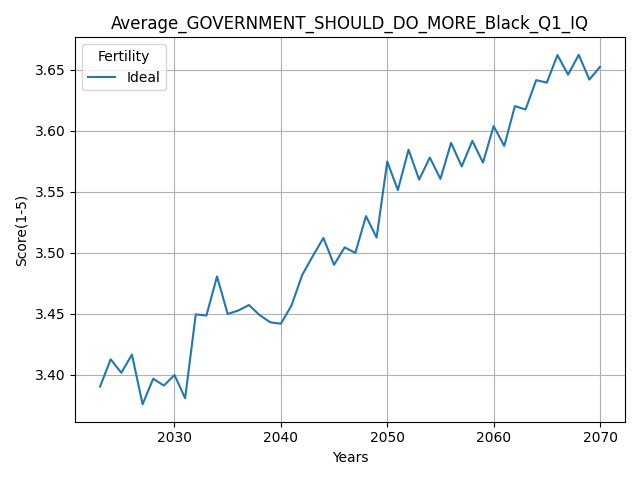 Average_GOVERNMENT_SHOULD_DO_MORE_Black_Q1_IQ
Fertility
Ideal
3.65
3.60
3.55
3.50
3.45
3.40
Score(1-5)
2030 2040 2050 2060 2070
Years